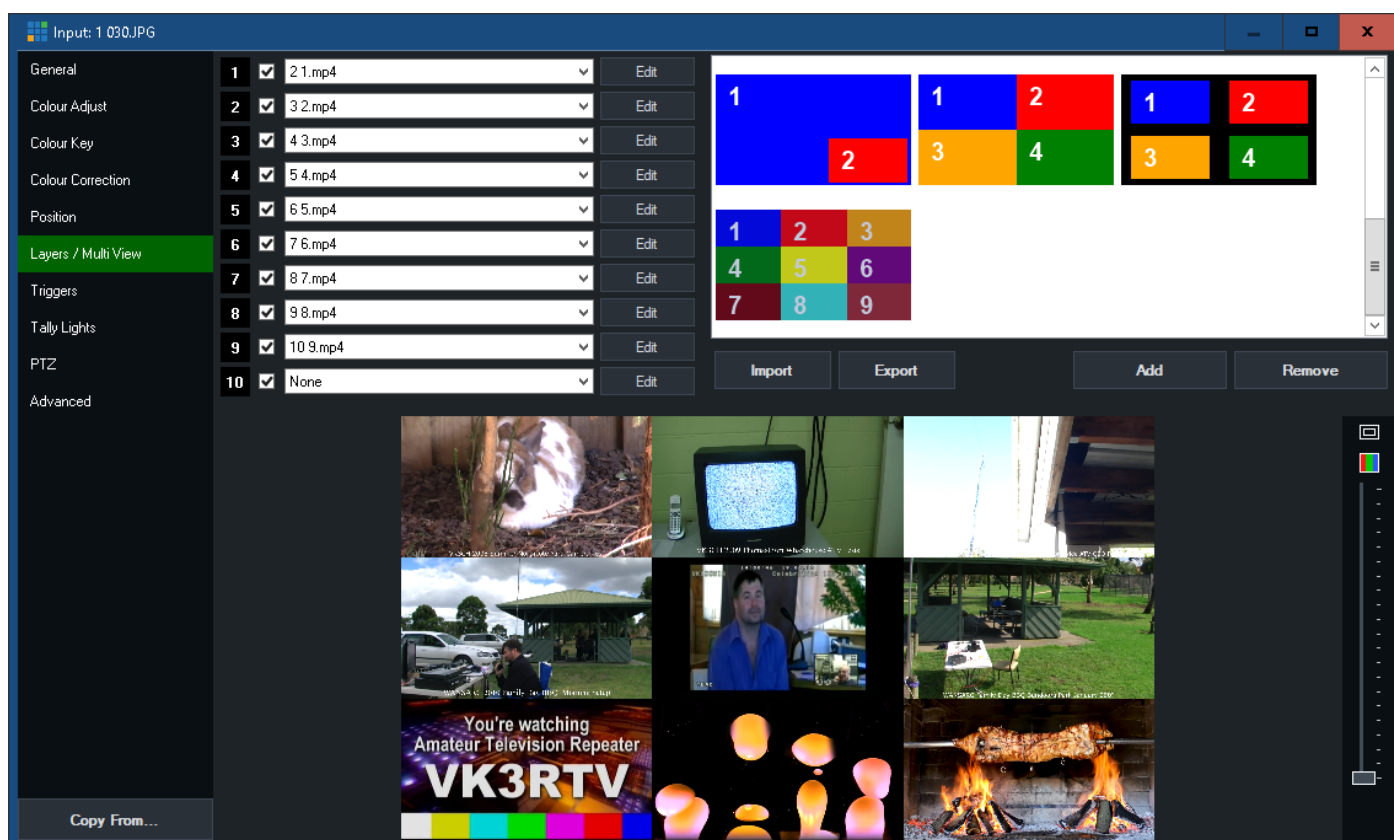 Input: 1 030.JPG
General
Colour Adjust
Colour Key
Colour Correction
Position
Layers / Multi View
Triggers
Tally Lights
PTZ
Advanced
Copy From...
1 2 1.mp4 Edit
2 3 2.mp4 Edit
3 4 3.mp4 Edit
4 5 4.mp4 Edit
5 6 5.mp4 Edit
6 7 6.mp4 Edit
7 8 7.mp4 Edit
8 9 8.mp4 Edit
9 10 9.mp4 Edit
10 None Edit
1 1 2 1 2
2 3 4 3 4
1 2 3
4 5 6
7 8 9
Import Export Add Remove
You're watching
Amateur Television Repeater
VK3RTV